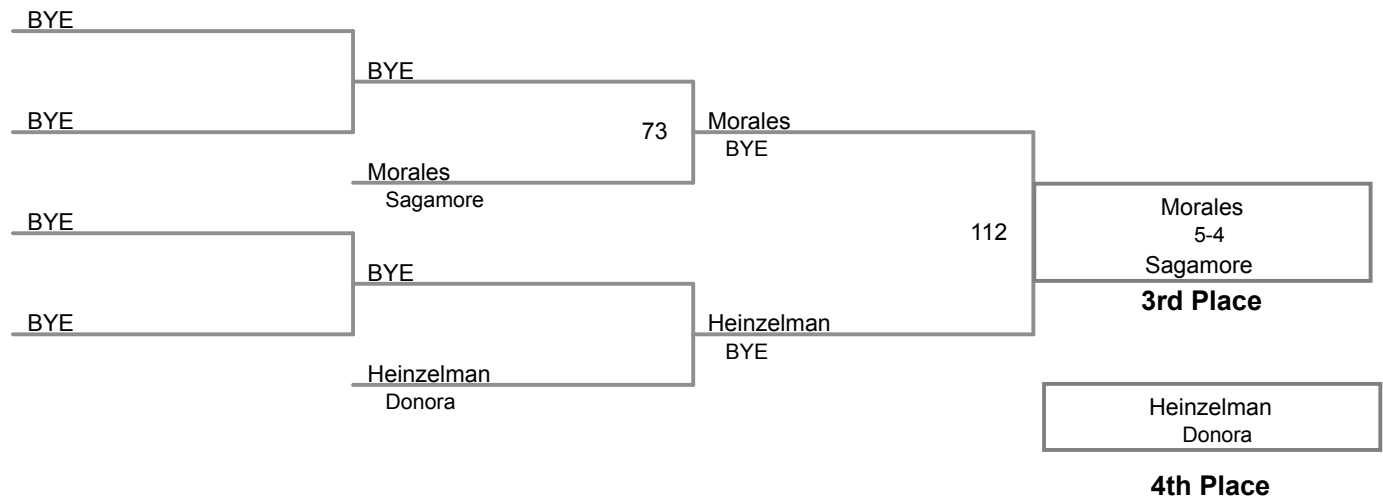 BYE
BYE
BYE
73
Morales
BYE
Morales
Sagamore
BYE
112
Morales
5-4
Sagamore
3rd Place
BYE
BYE
Heinzelman
BYE
Heinzelman
Donora
Heinzelman
Donora
4th Place